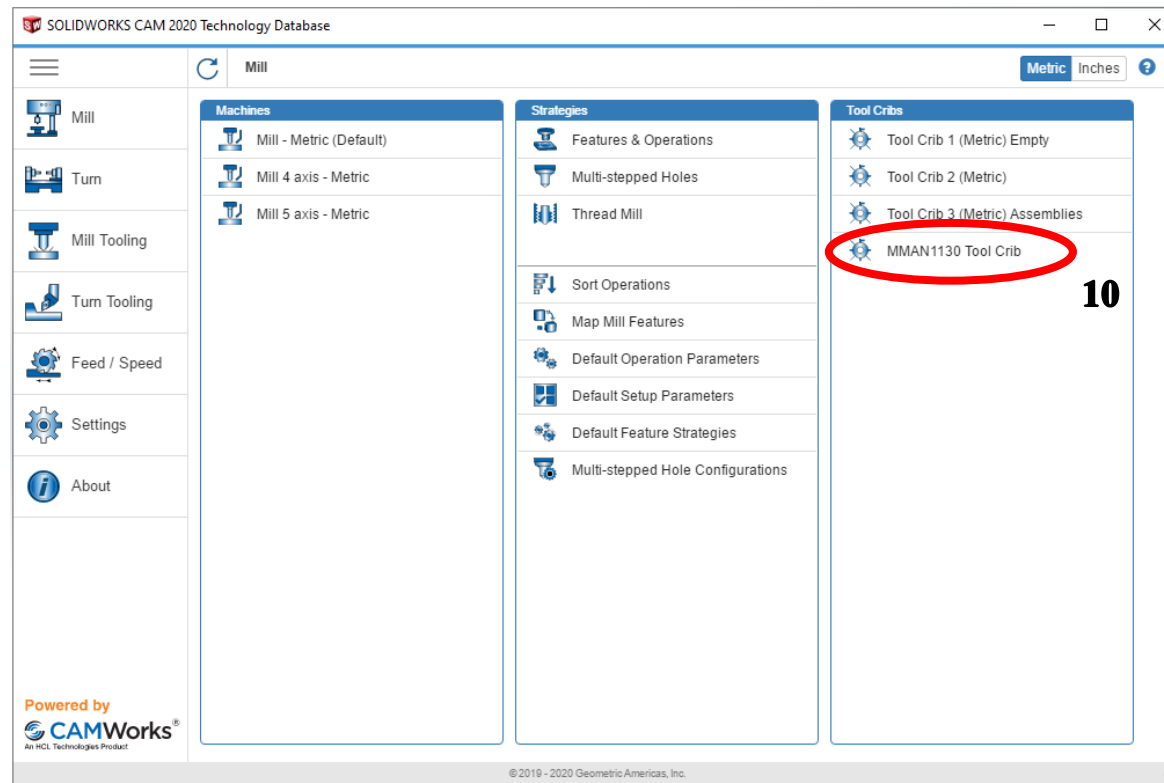 SOLIDWORKS CAM 2020 Technology Database
Mill
Metric Inches
Mill
Turn
Mill Tooling
Turn Tooling
Feed / Speed
Settings
About
Machines
Mill - Metric (Default)
Mill 4 axis - Metric
Mill 5 axis - Metric
Strategies
Features & Operations
Multi-stepped Holes
Thread Mill
Sort Operations
Map Mill Features
Default Operation Parameters
Default Setup Parameters
Default Feature Strategies
Multi-stepped Hole Configurations
Tool Cribs
Tool Crib 1 (Metric) Empty
Tool Crib 2 (Metric)
Tool Crib 3 (Metric) Assemblies
MMAN1130 Tool Crib
10
Powered by
CAMWorks®
An HCL Technologies Product
©2019 - 2020 Geometric Americas, Inc.